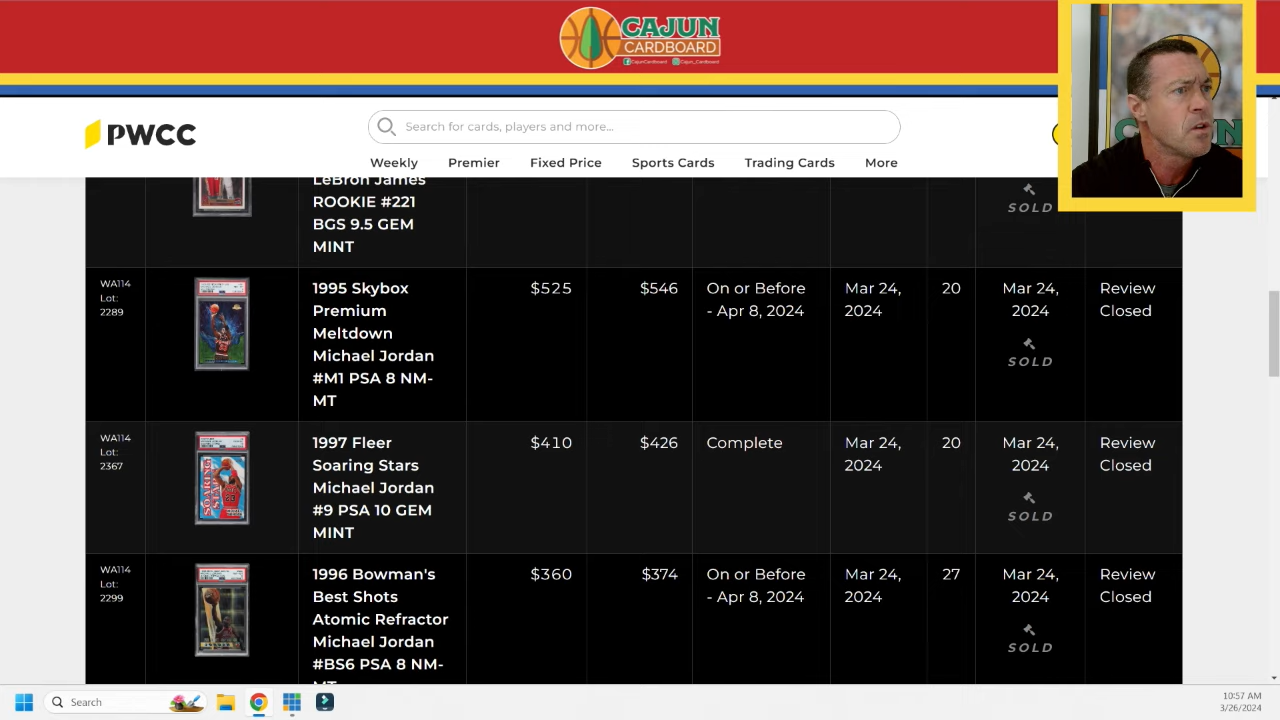 CAJUN
CARDBOARD
CajunCardboard Cajun_Cardboard
PWCC
Search for cards, players and more...
Weekly Premier Fixed Price Sports Cards Trading Cards More
LeBron James
ROOKIE #221
BGS 9.5 GEM
MINT
SOLD
WA114
Lot:
2289
1995 Skybox
Premium
Meltdown
Michael Jordan
#M1 PSA 8 NM-
MT
$525
$546
On or Before
- Apr 8, 2024
Mar 24,
2024
20
Mar 24,
2024
SOLD
Review
Closed
WA114
Lot:
2367
SOARING
STARS
1997 Fleer
Soaring Stars
Michael Jordan
#9 PSA 10 GEM
MINT
$410
$426
Complete
Mar 24,
2024
20
Mar 24,
2024
SOLD
Review
Closed
WA114
Lot:
2299
1996 Bowman's
Best Shots
Atomic Refractor
Michael Jordan
#BS6 PSA 8 NM-
MT
$360
$374
On or Before
- Apr 8, 2024
Mar 24,
2024
27
Mar 24,
2024
SOLD
Review
Closed
Search
10:57 AM
3/26/2024